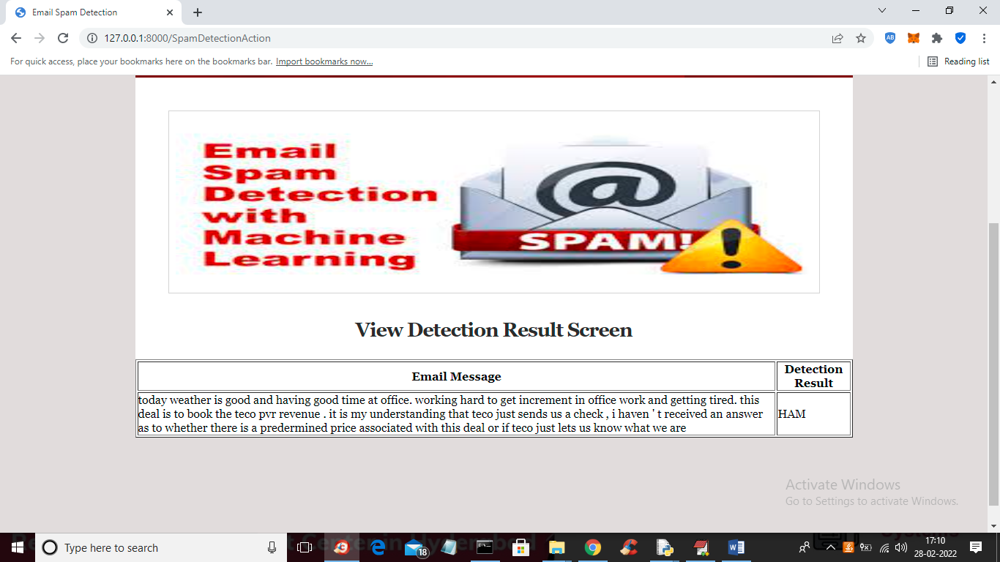 Email Spam Detection
127.0.0.1:8000/SpamDetectionAction
AB
For quick access, place your bookmarks here on the bookmarks bar. Import bookmarks now...
Reading list
Email
Spam
Detection
with
Machine
Learning
@
SPAM!
View Detection Result Screen
Email Message
Detection
Result
today weather is good and having good time at office. working hard to get increment in office work and getting tired. this
deal is to book the teco pvr revenue . it is my understanding that teco just sends us a check , i haven ' t received an answer
as to whether there is a predermined price associated with this deal or if teco just lets us know what we are
HAM
Activate Windows
Go to Settings to activate Windows.
Type here to search
18
17:10
28-02-2022